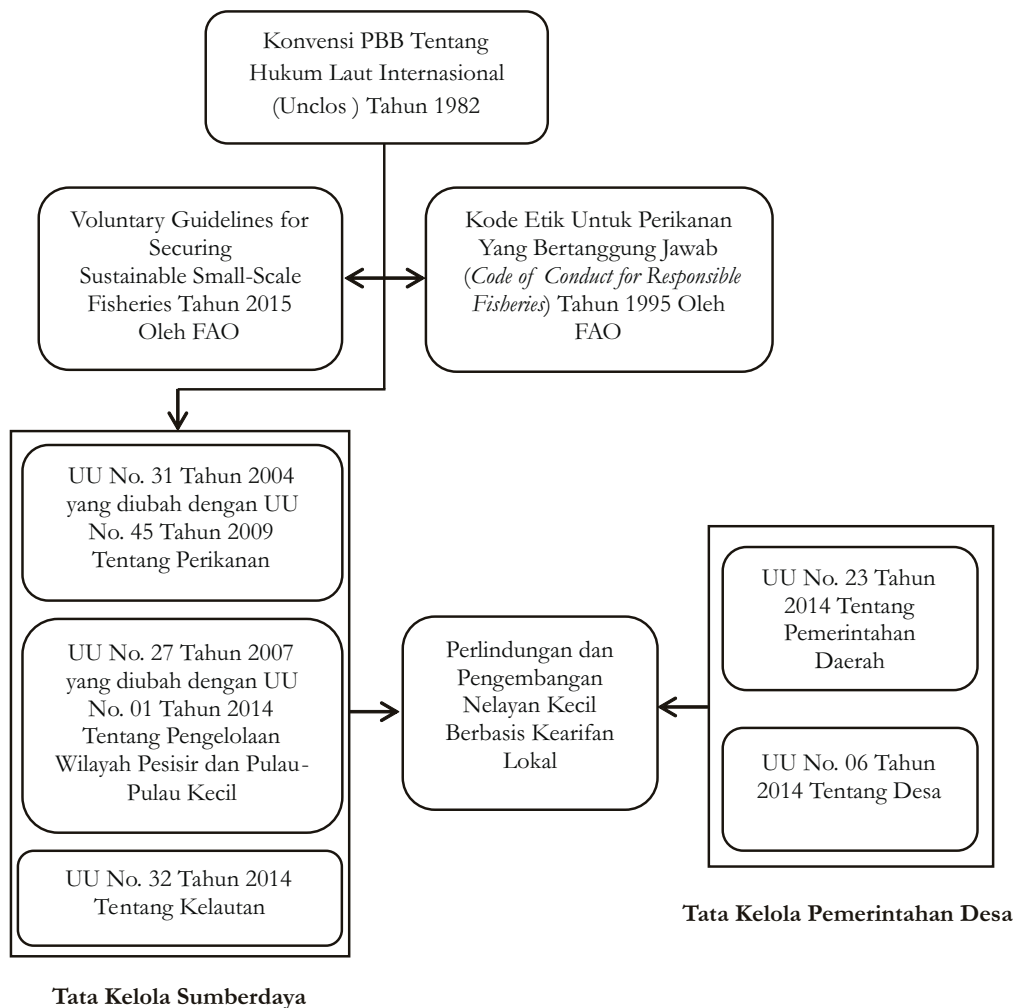 Konvensi PBB Tentang
Hukum Laut Internasional
(Unclos ) Tahun 1982
Voluntary Guidelines for
Securing
Sustainable Small-Scale
Fisheries Tahun 2015
Oleh FAO
Kode Etik Untuk Perikanan
Yang Bertanggung Jawab
(Code of Conduct for Responsible
Fisheries) Tahun 1995 Oleh
FAO
UU No. 31 Tahun 2004
yang diubah dengan UU
No. 45 Tahun 2009
Tentang Perikanan
UU No. 27 Tahun 2007
yang diubah dengan UU
No. 01 Tahun 2014
Tentang Pengelolaan
Wilayah Pesisir dan Pulau-
Pulau Kecil
UU No. 32 Tahun 2014
Tentang Kelautan
Tata Kelola Sumberdaya
Perlindungan dan
Pengembangan
Nelayan Kecil
Berbasis Kearifan
Lokal
UU No. 23 Tahun
2014 Tentang
Pemerintahan
Daerah
UU No. 06 Tahun
2014 Tentang Desa
Tata Kelola Pemerintahan Desa